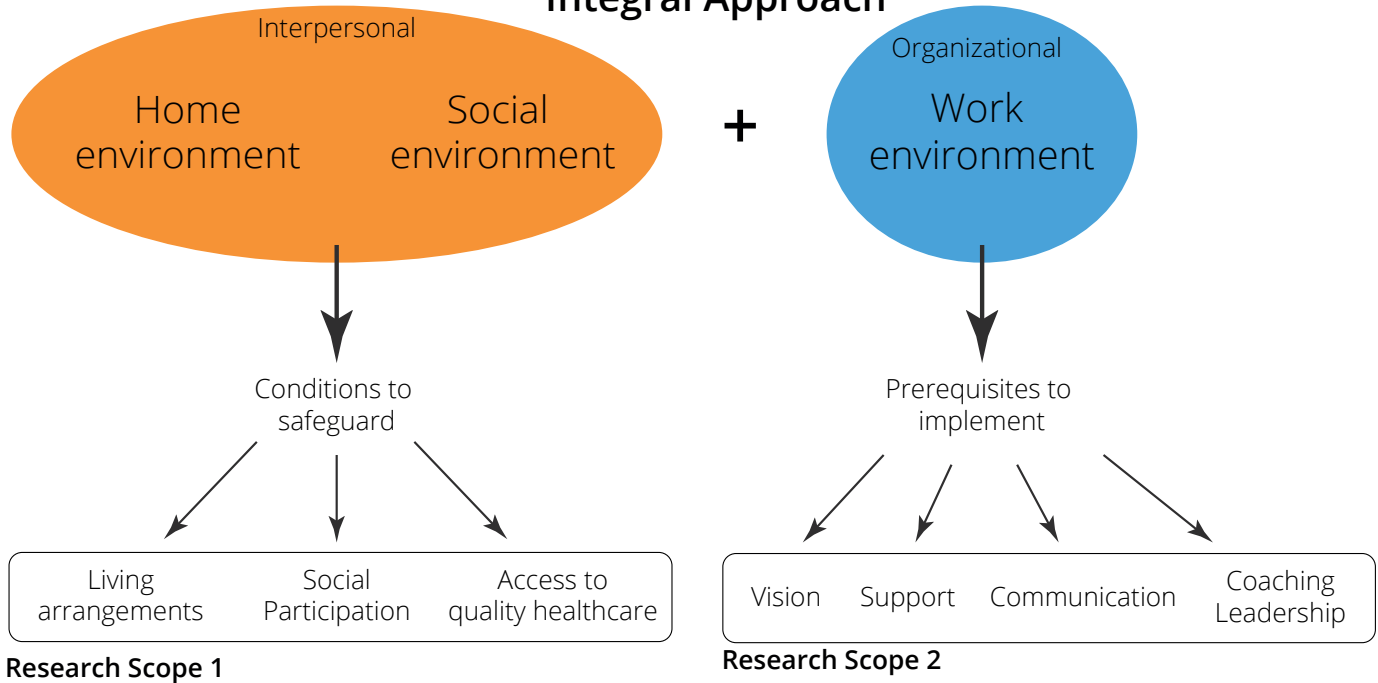 Integral Approach
Interpersonal
Home
environment
Social
environment
+
Organizational
Work
environment
Conditions to
safeguard
Living
arrangements
Social
Participation
Access to
quality healthcare
Research Scope 1
Prerequisites to
implement
Vision
Support
Communication
Coaching
Leadership
Research Scope 2